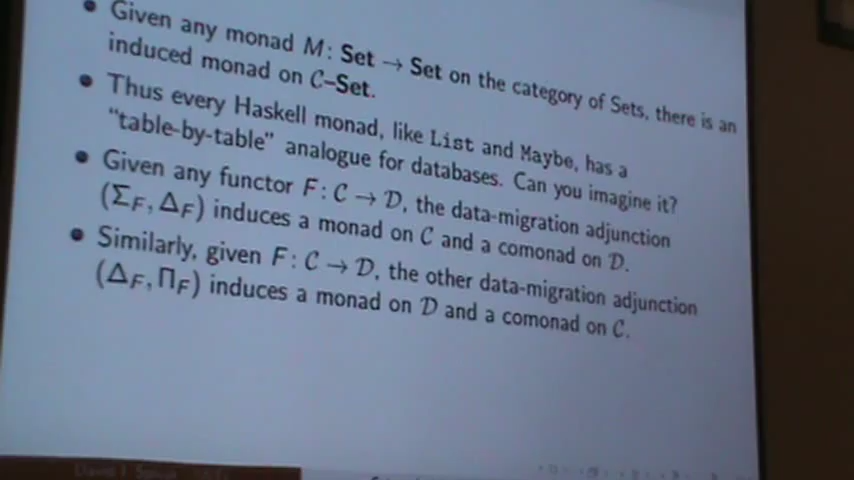 Given any monad M: Set → Set on the category of Sets, there is an
induced monad on 𝒞–Set.
Thus every Haskell monad, like List and Maybe, has a
"table-by-table" analogue for databases. Can you imagine it?
Given any functor F: 𝒞 → 𝒟, the data-migration adjunction
(Σ_F, Δ_F) induces a monad on 𝒞 and a comonad on 𝒟.
Similarly, given F: 𝒞 → 𝒟, the other data-migration adjunction
(Δ_F, Π_F) induces a monad on 𝒟 and a comonad on 𝒞.
David I.